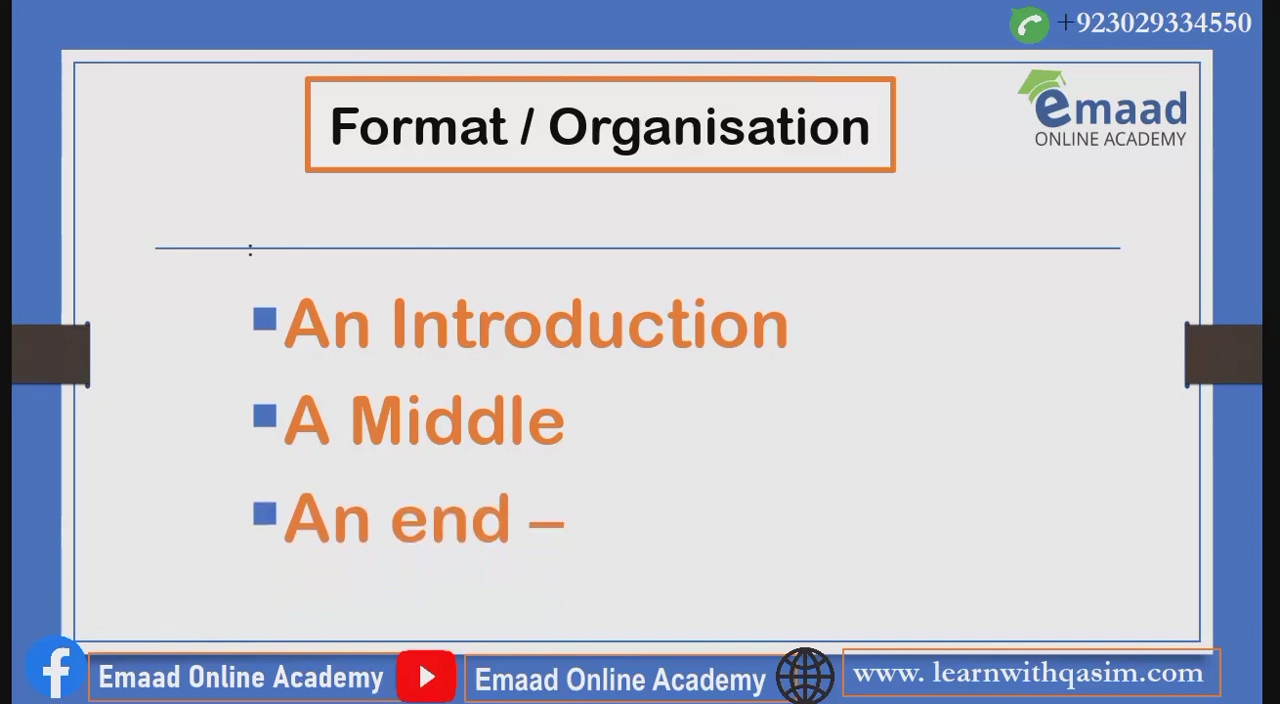 +923029334550
emaad
ONLINE ACADEMY
Format / Organisation
:
An Introduction
A Middle
An end –
Emaad Online Academy
Emaad Online Academy
www. learnwithqasim.com